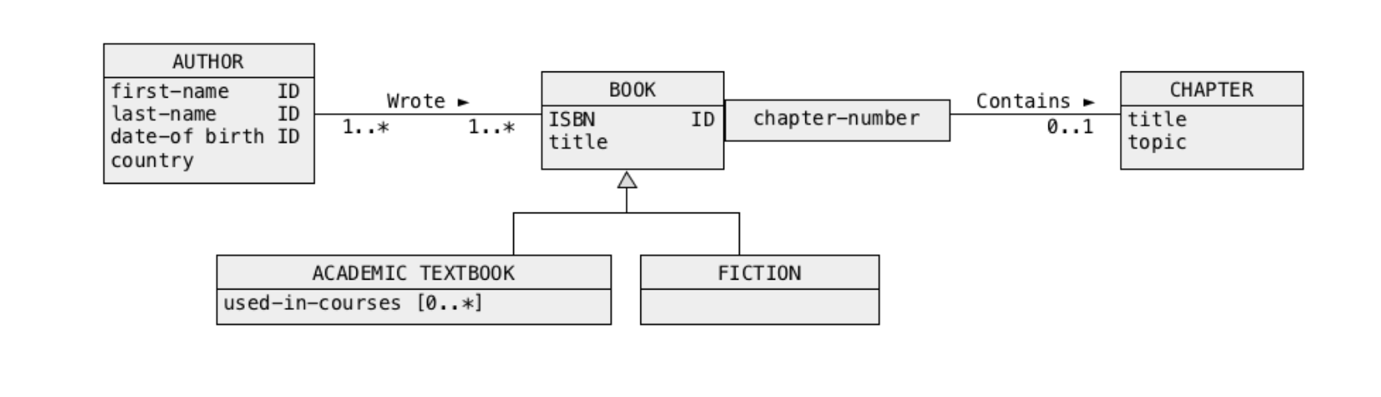 AUTHOR
first-name ID
last-name ID
date-of birth ID
country
Wrote ►
1..* 1..*
BOOK
ISBN ID
title
chapter-number
Contains ►
0..1
CHAPTER
title
topic
ACADEMIC TEXTBOOK
used-in-courses [0..*]
FICTION